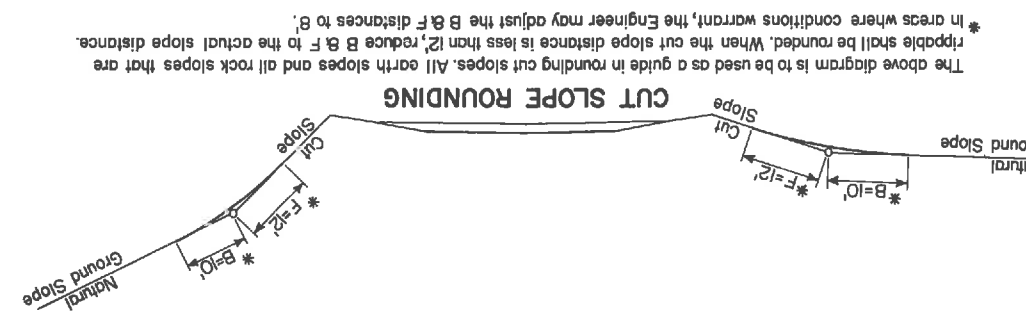 Natural
Ground Slope
* B=10'
* F=12'
Cut
Slope
* B=10'
* F=12'
atural
ound Slope
Cut
Slope
CUT SLOPE ROUNDING
The above diagram is to be used as a guide in rounding cut slopes. All earth slopes and all rock slopes that are
rippable shall be rounded. When the cut slope distance is less than 12', reduce B & F to the actual slope distance.
* In areas where conditions warrant, the Engineer may adjust the B & F distances to 8'.